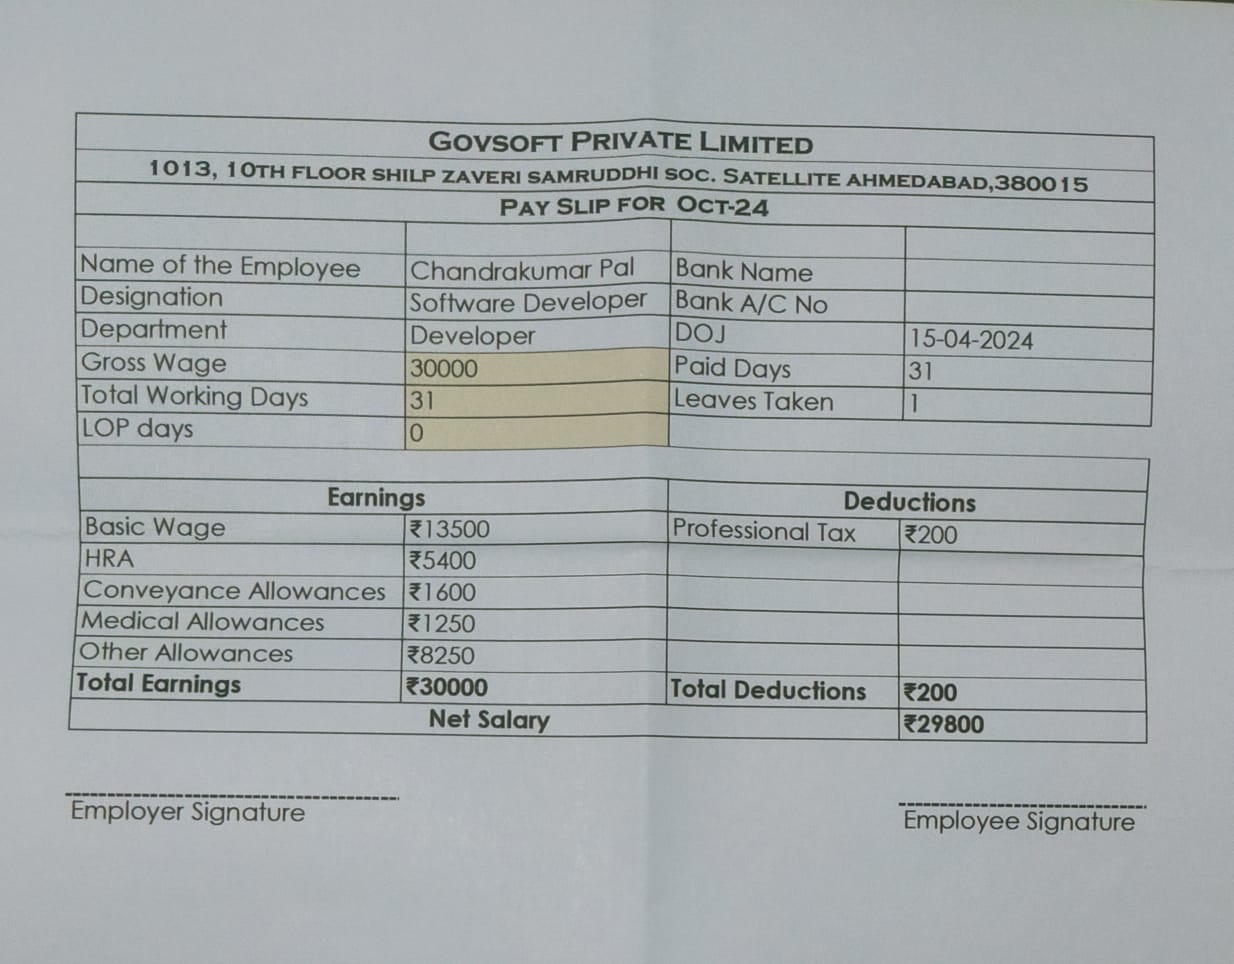 GOVSOFT PRIVATE LIMITED
1013, 10TH FLOOR SHILP ZAVERI SAMRUDDHI SOC. SATELLITE AHMEDABAD,380015
PAY SLIP FOR OCT-24
Name of the Employee Chandrakumar Pal Bank Name
Designation Software Developer Bank A/C No
Department Developer DOJ 15-04-2024
Gross Wage 30000 Paid Days 31
Total Working Days 31 Leaves Taken 1
LOP days 0
Earnings Deductions
Basic Wage ₹13500 Professional Tax ₹200
HRA ₹5400
Conveyance Allowances ₹1600
Medical Allowances ₹1250
Other Allowances ₹8250
Total Earnings ₹30000 Total Deductions ₹200
Net Salary ₹29800
Employer Signature Employee Signature